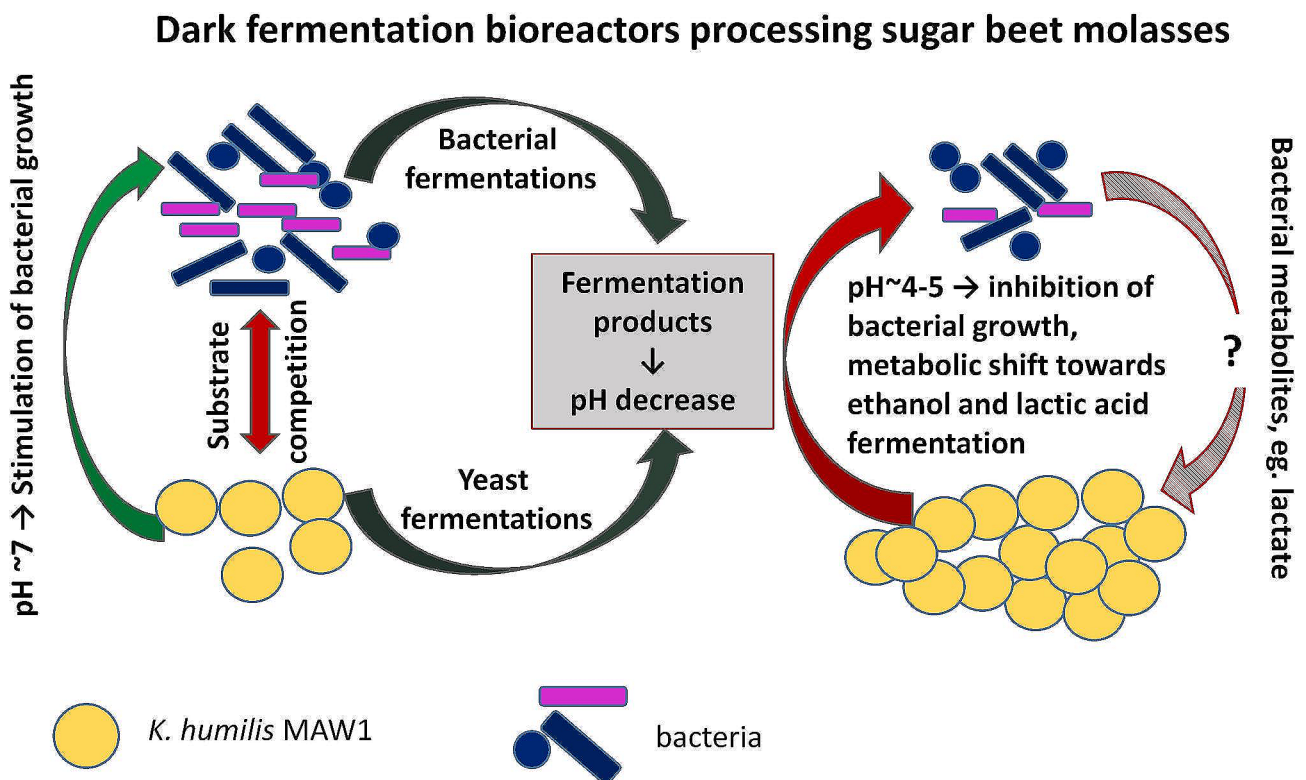 Dark fermentation bioreactors processing sugar beet molasses
pH ~7 → Stimulation of bacterial growth
Bacterial
fermentations
Substrate
competition
Yeast
fermentations
Fermentation
products
↓
pH decrease
pH~4-5 → inhibition of
bacterial growth,
metabolic shift towards
ethanol and lactic acid
fermentation
?
Bacterial metabolites, eg. lactate
K. humilis MAW1
bacteria